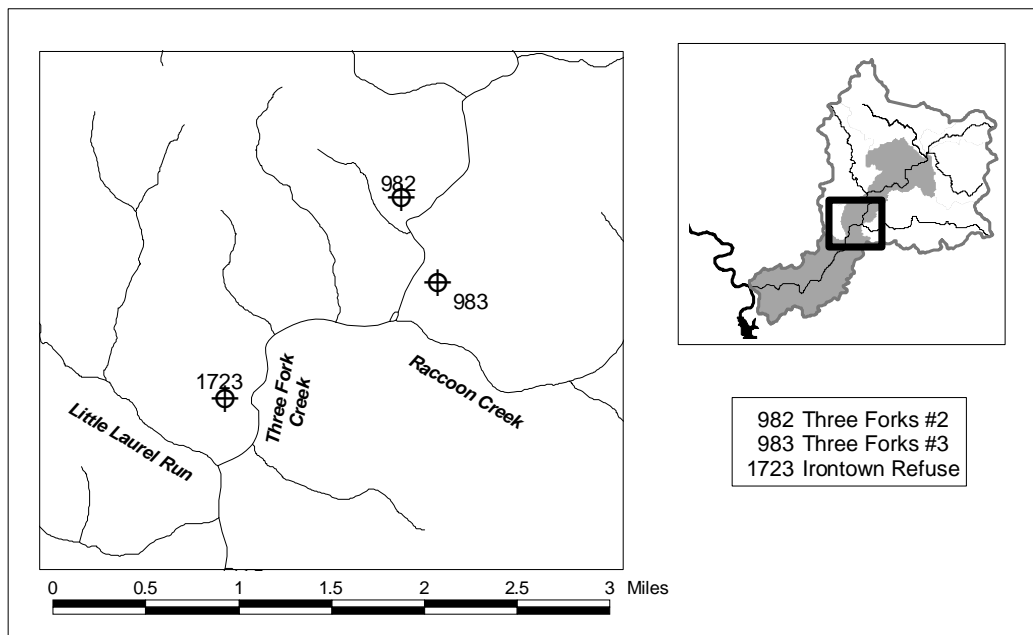 982
983
1723
Three Fork
Creek
Raccoon Creek
Little Laurel Run
0 0.5 1 1.5 2 2.5 3 Miles
982 Three Forks #2
983 Three Forks #3
1723 Irontown Refuse